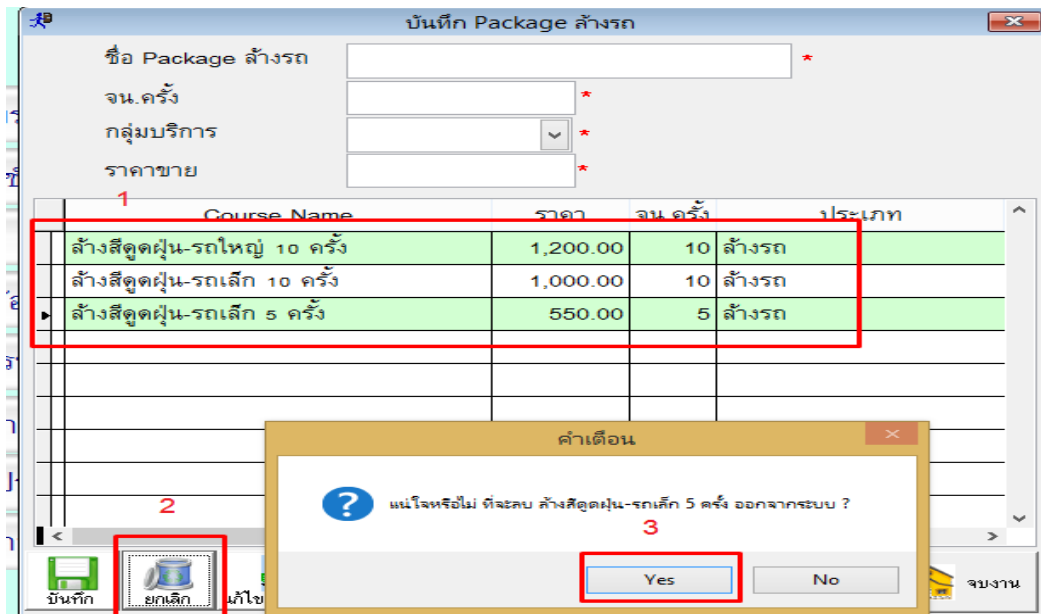 บันทึก Package ล้างรถ
ชื่อ Package ล้างรถ *
จน.ครั้ง *
กลุ่มบริการ *
ราคาขาย *
1
Course Name ราคา จน.ครั้ง ประเภท
ล้างสีดูดฝุ่น-รถใหญ่ 10 ครั้ง 1,200.00 10 ล้างรถ
ล้างสีดูดฝุ่น-รถเล็ก 10 ครั้ง 1,000.00 10 ล้างรถ
ล้างสีดูดฝุ่น-รถเล็ก 5 ครั้ง 550.00 5 ล้างรถ
คำเตือน
แน่ใจหรือไม่ ที่จะลบ ล้างสีดูดฝุ่น-รถเล็ก 5 ครั้ง ออกจากระบบ ?
2
3
Yes No
บันทึก ยกเลิก แก้ไข จบงาน